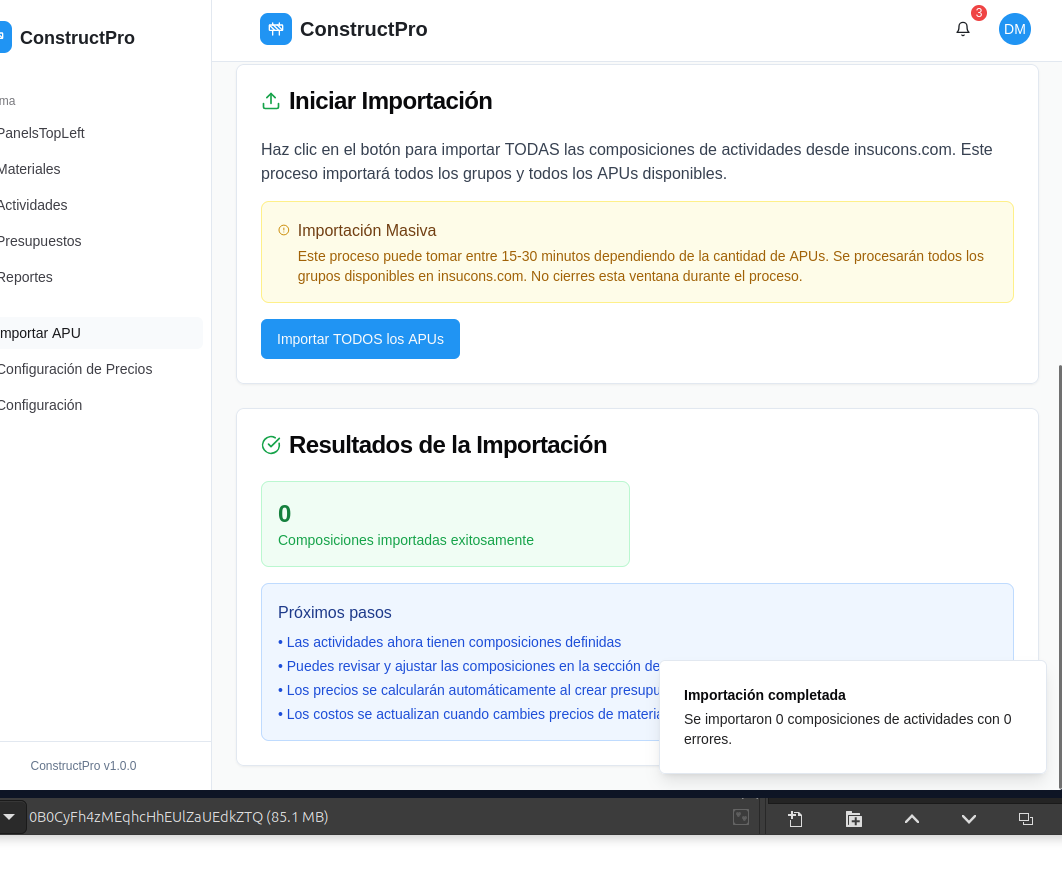 ConstructPro
ma
PanelsTopLeft
Materiales
Actividades
Presupuestos
Reportes
mportar APU
Configuración de Precios
Configuración
ConstructPro v1.0.0
ConstructPro
3
DM
Iniciar Importación
Haz clic en el botón para importar TODAS las composiciones de actividades desde insucons.com. Este
proceso importará todos los grupos y todos los APUs disponibles.
Importación Masiva
Este proceso puede tomar entre 15-30 minutos dependiendo de la cantidad de APUs. Se procesarán todos los
grupos disponibles en insucons.com. No cierres esta ventana durante el proceso.
Importar TODOS los APUs
Resultados de la Importación
0
Composiciones importadas exitosamente
Próximos pasos
• Las actividades ahora tienen composiciones definidas
• Puedes revisar y ajustar las composiciones en la sección de
• Los precios se calcularán automáticamente al crear presupu
• Los costos se actualizan cuando cambies precios de materia
Importación completada
Se importaron 0 composiciones de actividades con 0
errores.
0B0CyFh4zMEqhcHhEUlZaUEdkZTQ (85.1 MB)